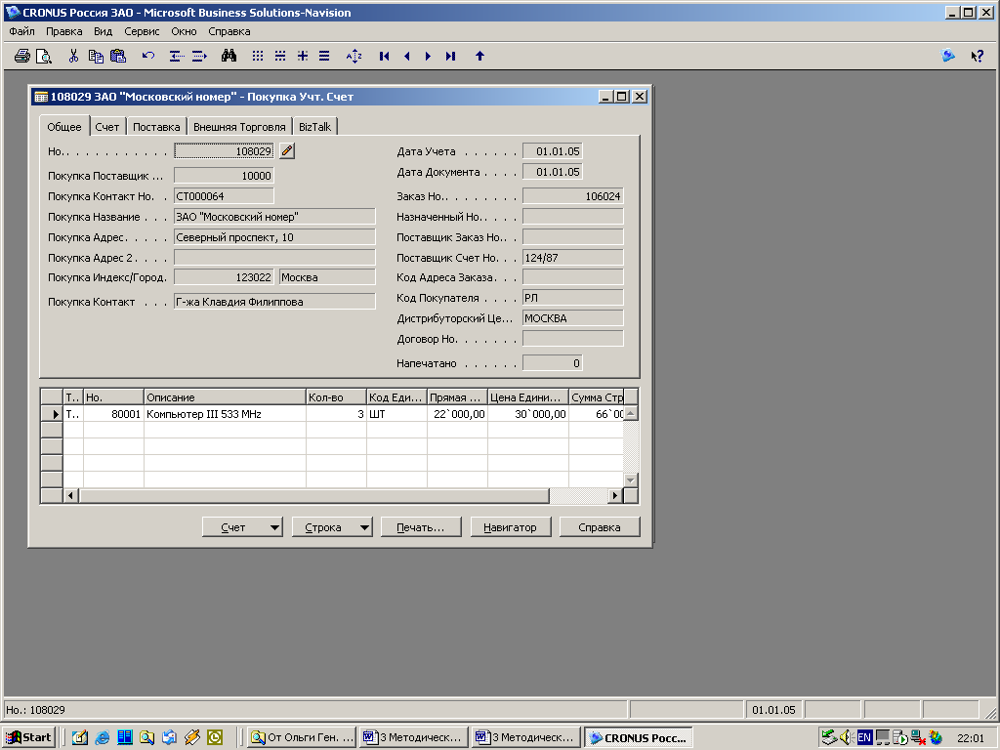 CRONUS Россия ЗАО - Microsoft Business Solutions-Navision
Файл Правка Вид Сервис Окно Справка
108029 ЗАО "Московский номер" - Покупка Учт. Счет
Общее Счет Поставка Внешняя Торговля BizTalk
Но. . . . . . . . . . . . 108029 Дата Учета . . . . . . 01.01.05
Покупка Поставщик ... 10000 Дата Документа . . . . 01.01.05
Покупка Контакт Но. . СТ000064 Заказ Но. . . . . . . . . 106024
Покупка Название . . . ЗАО "Московский номер" Назначенный Но. . . . .
Покупка Адрес. . . . . Северный проспект, 10 Поставщик Заказ Но. . .
Покупка Адрес 2 . . . . Поставщик Счет Но. . . 124/87
Покупка Индекс/Город. 123022 Москва Код Адреса Заказа. . .
Покупка Контакт . . . Г-жа Клавдия Филиппова Код Покупателя . . . . РЛ
Дистрибуторский Це... МОСКВА
Договор Но. . . . . . . .
Напечатано . . . . . . 0
Т.. Но. Описание Кол-во Код Еди... Прямая ... Цена Едини... Сумма Стр
Т.. 80001 Компьютер III 533 MHz 3 ШТ 22`000,00 30`000,00 66`00
Счет Строка Печать... Навигатор Справка
Но.: 108029 01.01.05
Start От Ольги Ген. ... 3 Методическ... 3 Методическ... CRONUS Росс... EN 22:01